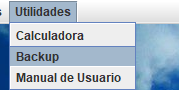 s Utilidades
Calculadora
Backup
Manual de Usuario